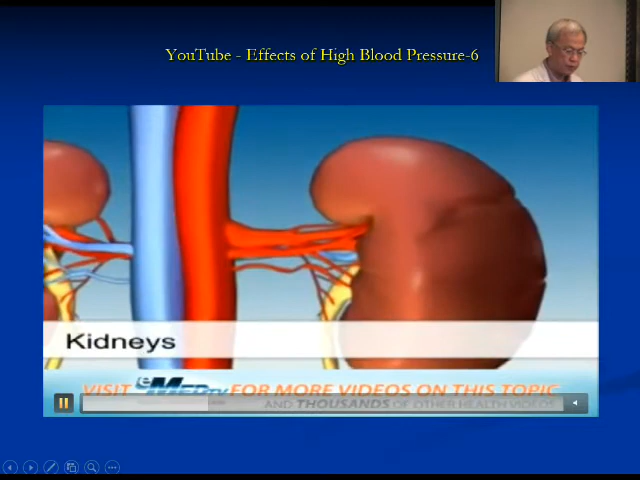 YouTube - Effects of High Blood Pressure-6
Kidneys
VISIT eMEDTV FOR MORE VIDEOS ON THIS TOPIC
AND THOUSANDS OF OTHER HEALTH VIDEOS